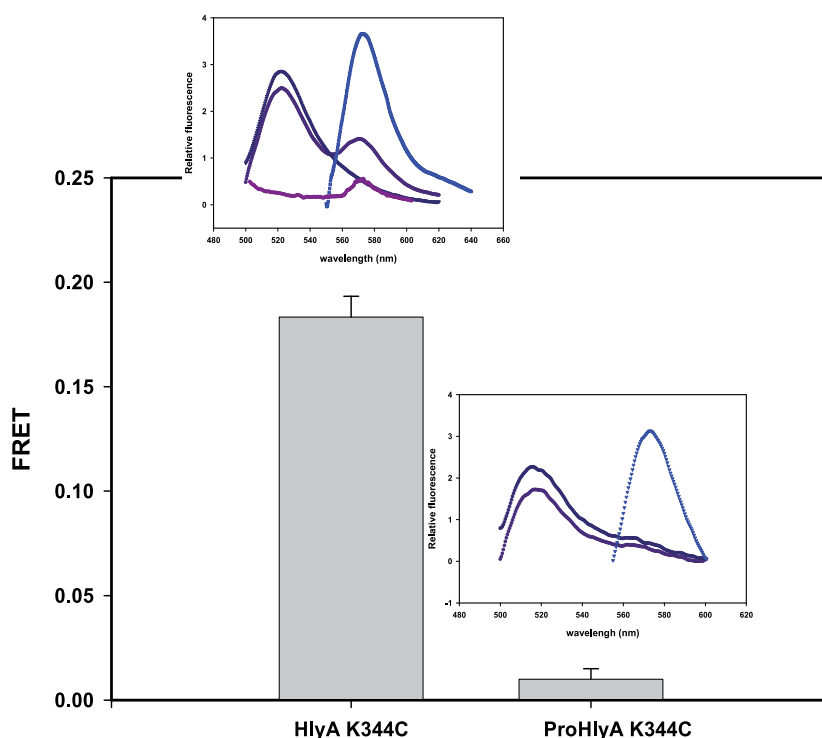 4
3
2
1
0
Relative fluorescence
480 500 520 540 560 580 600 620 640 660
wavelength (nm)
0.25
0.20
0.15
0.10
0.05
0.00
FRET
4
3
2
1
0
-1
Relative fluorescence
480 500 520 540 560 580 600 620
wavelengh (nm)
HlyA K344C ProHlyA K344C